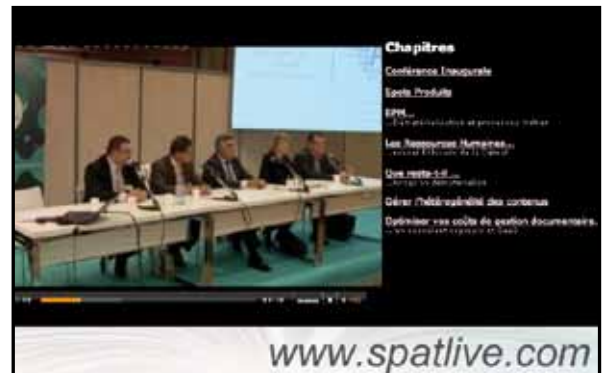 Chapitres
Conférence Inaugurale
Spots Produits
BPM...
Les Ressources Humaines...
Que reste-t-il ...
Gérer l'hétérogénéité des contenus
Optimiser vos coûts de gestion documentaire.
www.spatlive.com